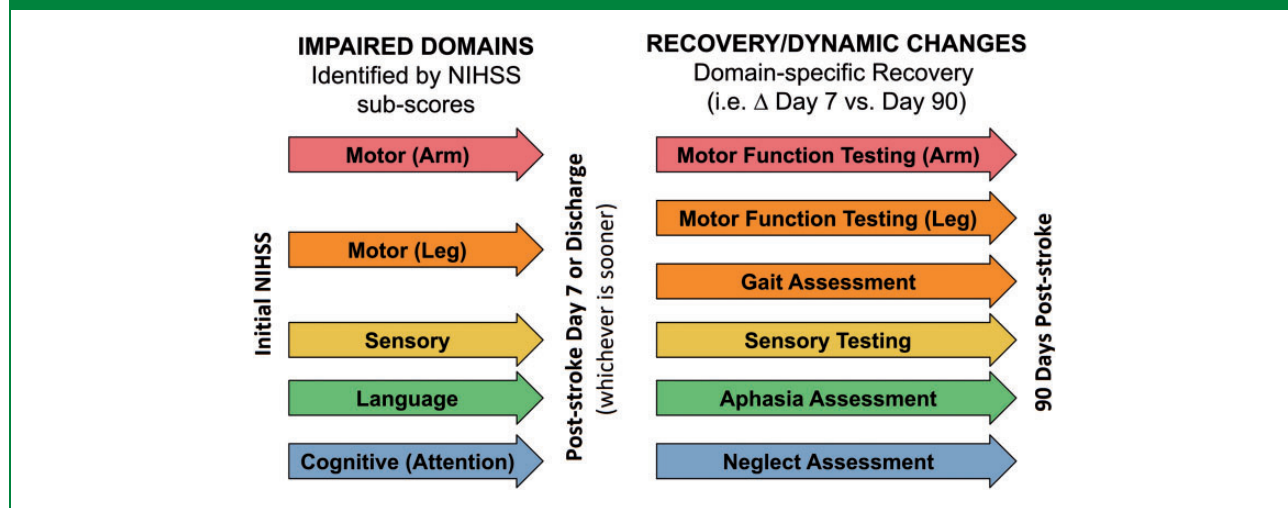 IMPAIRED DOMAINS
Identified by NIHSS
sub-scores
RECOVERY/DYNAMIC CHANGES
Domain-specific Recovery
(i.e. Δ Day 7 vs. Day 90)
Initial NIHSS
Motor (Arm)
Motor (Leg)
Sensory
Language
Cognitive (Attention)
Post-stroke Day 7 or Discharge
(whichever is sooner)
Motor Function Testing (Arm)
Motor Function Testing (Leg)
Gait Assessment
Sensory Testing
Aphasia Assessment
Neglect Assessment
90 Days Post-stroke